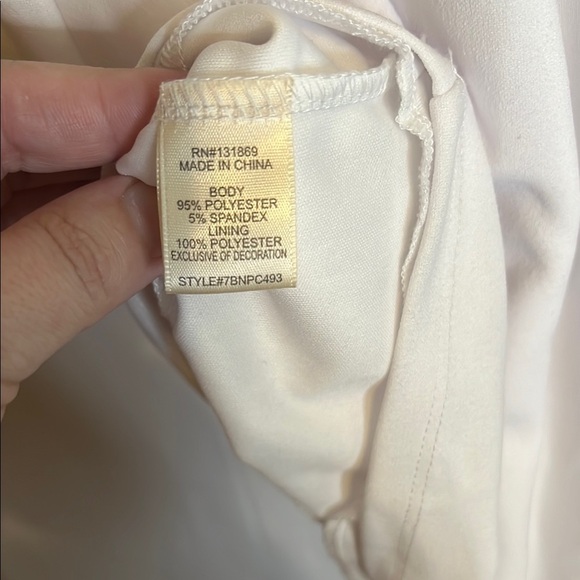 RN#131869
MADE IN CHINA
BODY
95% POLYESTER
5% SPANDEX
LINING
100% POLYESTER
EXCLUSIVE OF DECORATION
STYLE#7BNPC493